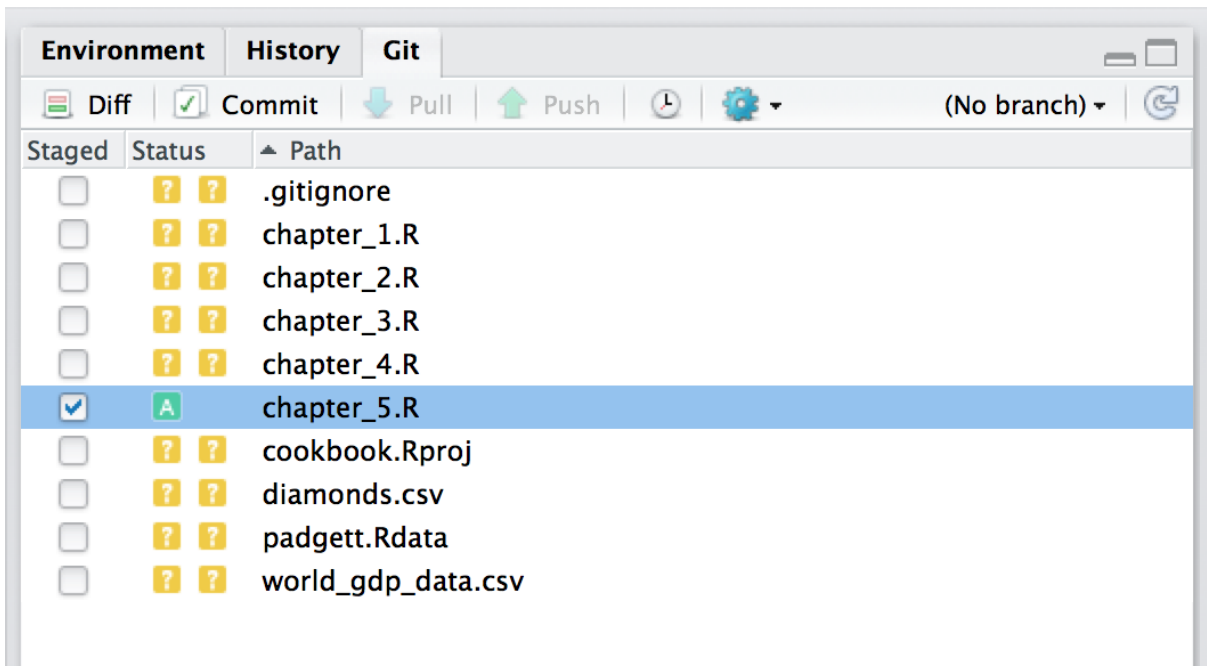 Environment History Git
Diff Commit Pull Push (No branch)
Staged Status Path
? ? .gitignore
? ? chapter_1.R
? ? chapter_2.R
? ? chapter_3.R
? ? chapter_4.R
A chapter_5.R
? ? cookbook.Rproj
? ? diamonds.csv
? ? padgett.Rdata
? ? world_gdp_data.csv